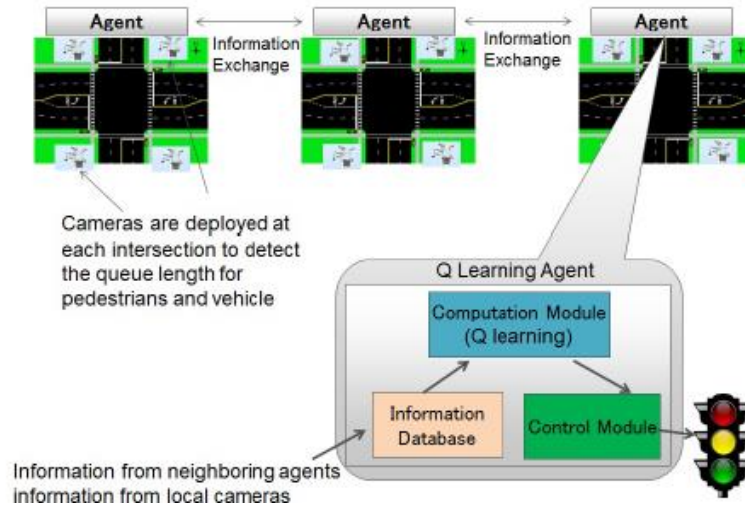 Agent
Agent
Agent
Information
Exchange
Information
Exchange
Cameras are deployed at
each intersection to detect
the queue length for
pedestrians and vehicle
Q Learning Agent
Computation Module
(Q learning)
Information
Database
Control Module
Information from neighboring agents
information from local cameras